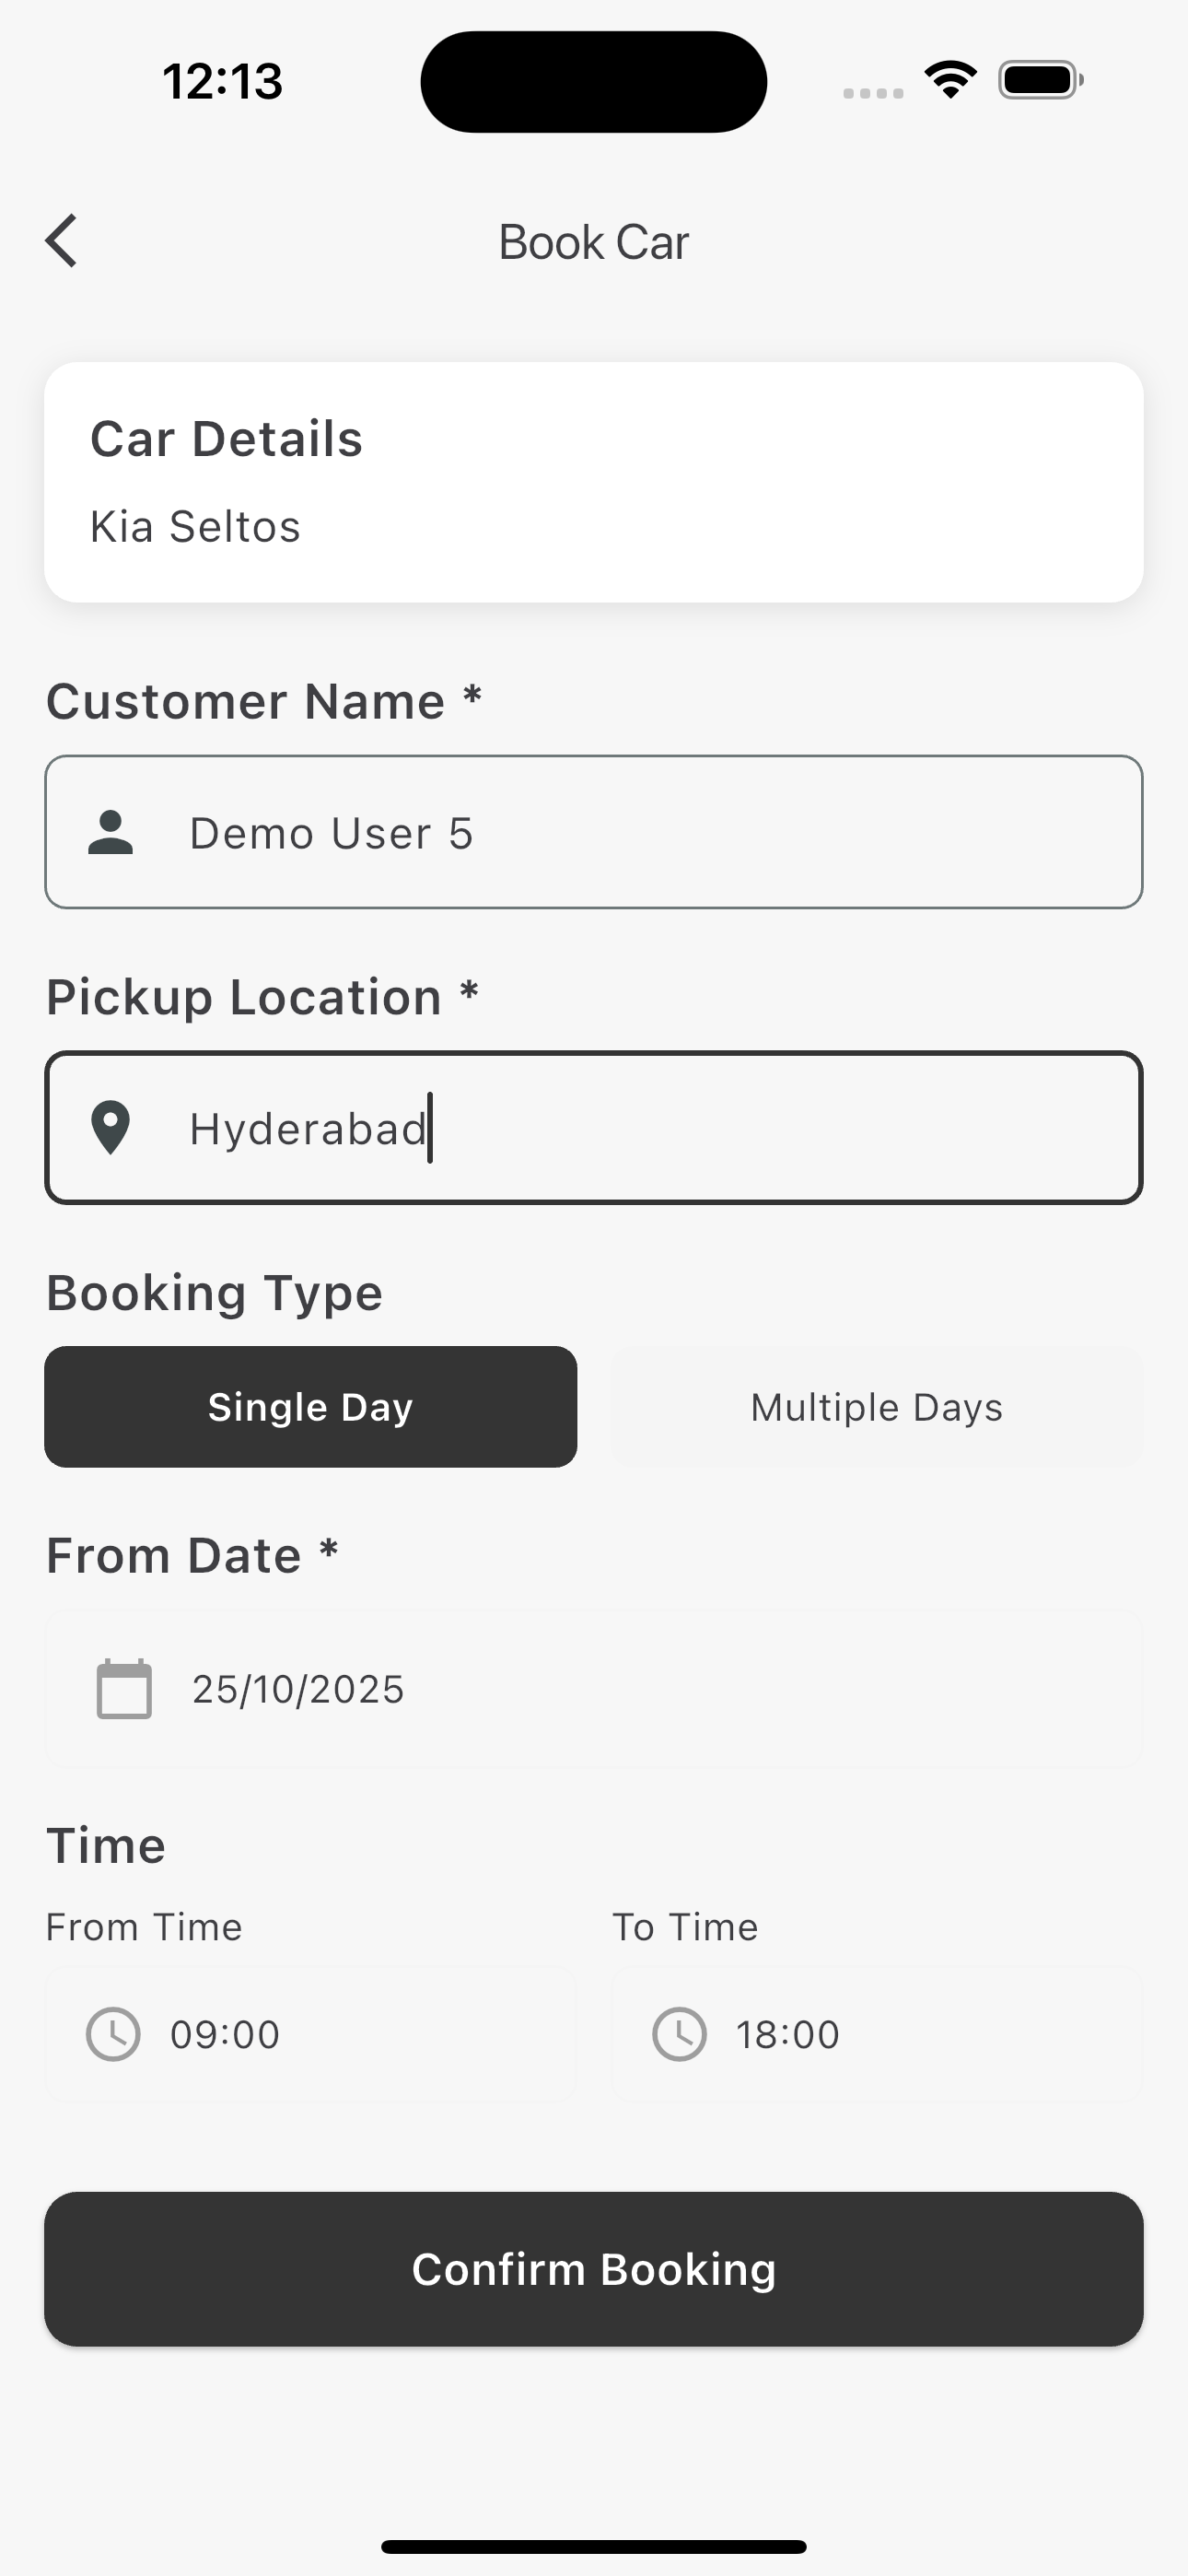 12:13
Book Car
Car Details
Kia Seltos
Customer Name *
Demo User 5
Pickup Location *
Hyderabad
Booking Type
Single Day Multiple Days
From Date *
25/10/2025
Time
From Time To Time
09:00 18:00
Confirm Booking